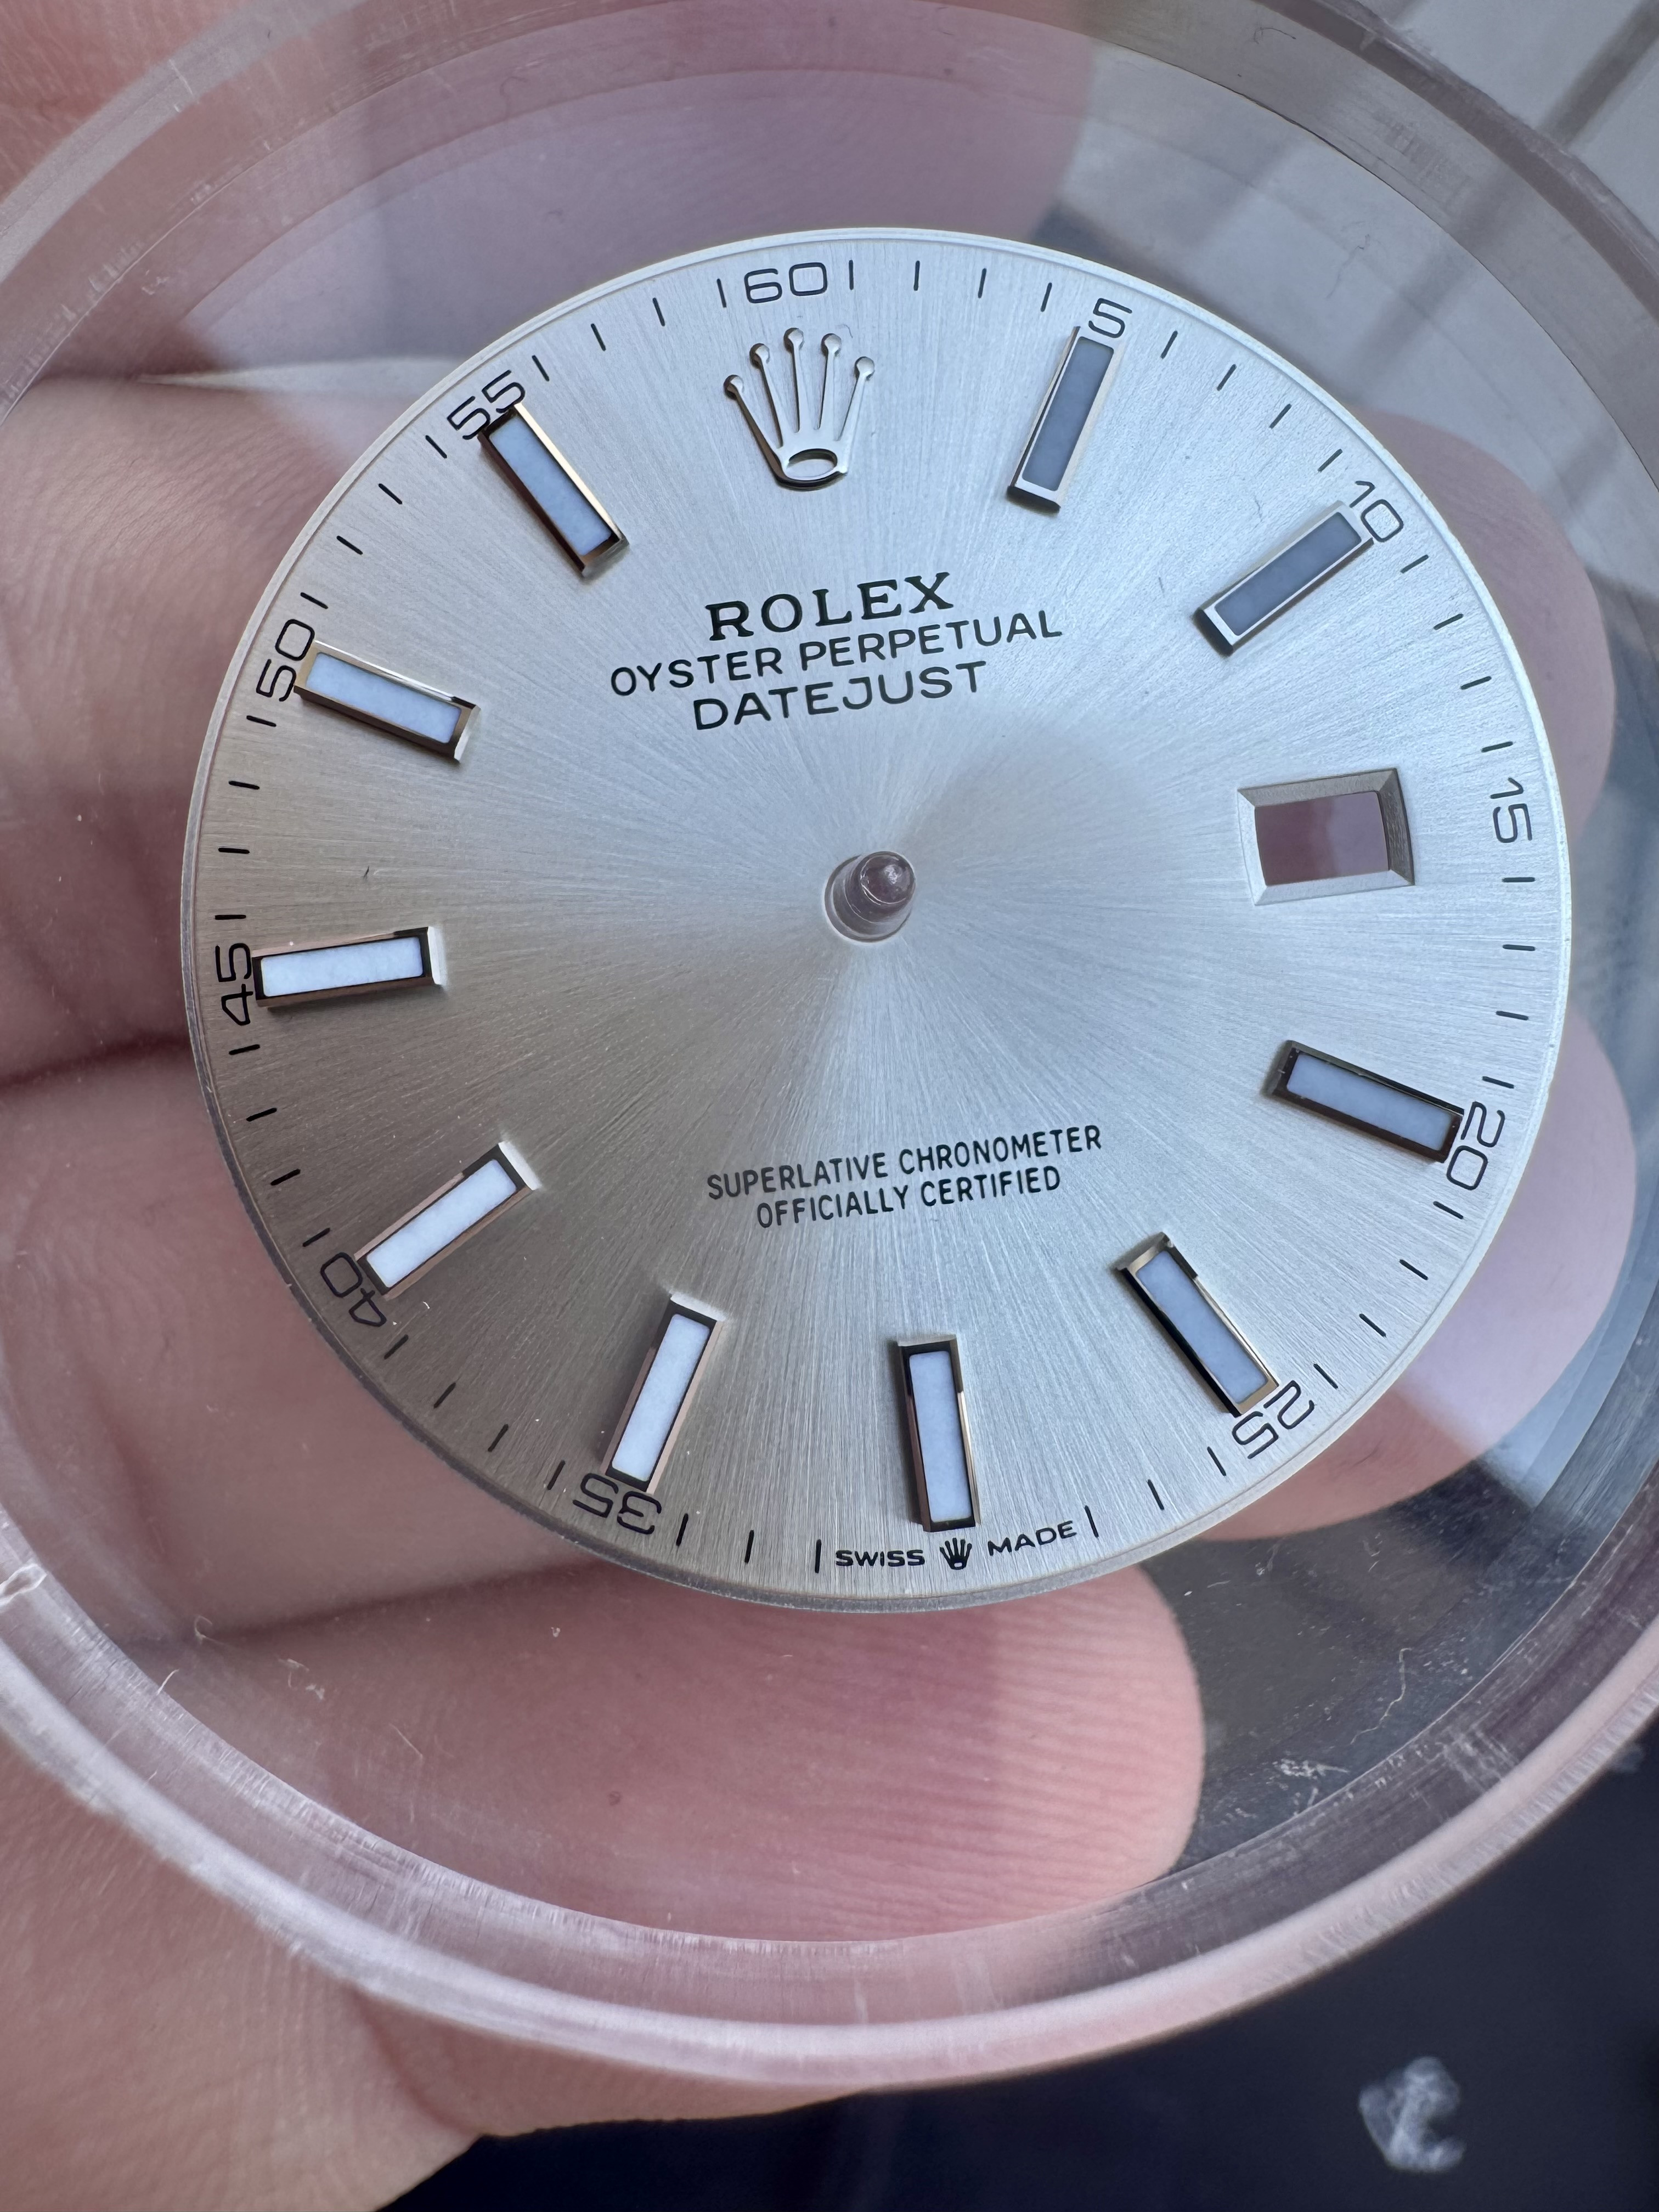 60
5
10
15
20
25
35
40
45
50
55
ROLEX
OYSTER PERPETUAL
DATEJUST
SUPERLATIVE CHRONOMETER
OFFICIALLY CERTIFIED
SWISS MADE